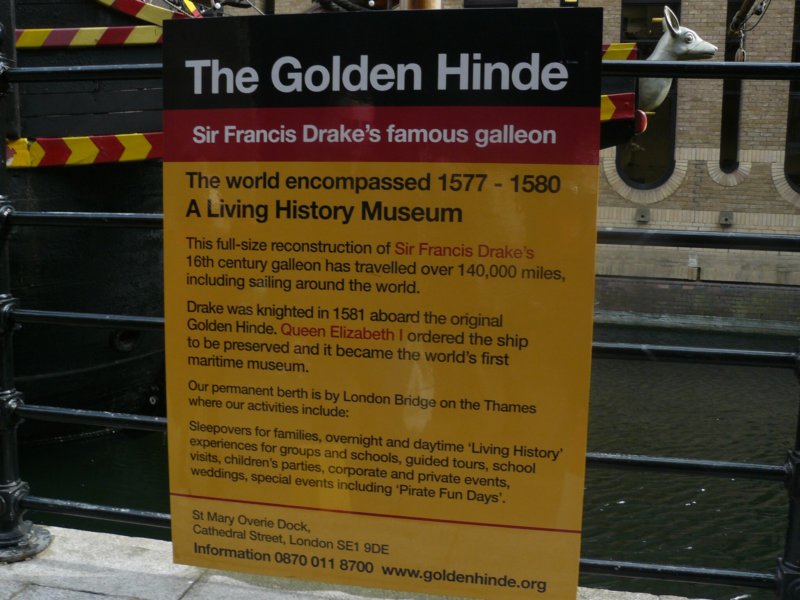 The Golden Hinde
Sir Francis Drake's famous galleon
The world encompassed 1577 - 1580
A Living History Museum
This full-size reconstruction of Sir Francis Drake's
16th century galleon has travelled over 140,000 miles,
including sailing around the world.
Drake was knighted in 1581 aboard the original
Golden Hinde. Queen Elizabeth I ordered the ship
to be preserved and it became the world's first
maritime museum.
Our permanent berth is by London Bridge on the Thames
where our activities include:
Sleepovers for families, overnight and daytime 'Living History'
experiences for groups and schools, guided tours, school
visits, children's parties, corporate and private events,
weddings, special events including 'Pirate Fun Days'.
St Mary Overie Dock,
Cathedral Street, London SE1 9DE
Information 0870 011 8700 www.goldenhinde.org